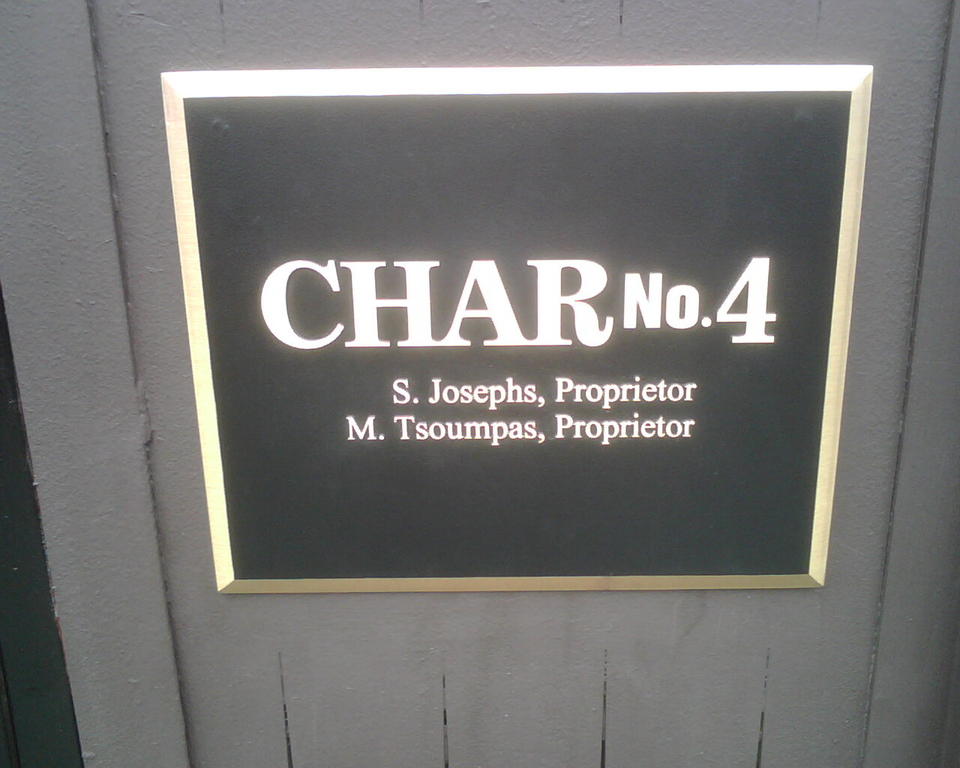 CHAR No.4
S. Josephs, Proprietor
M. Tsoumpas, Proprietor